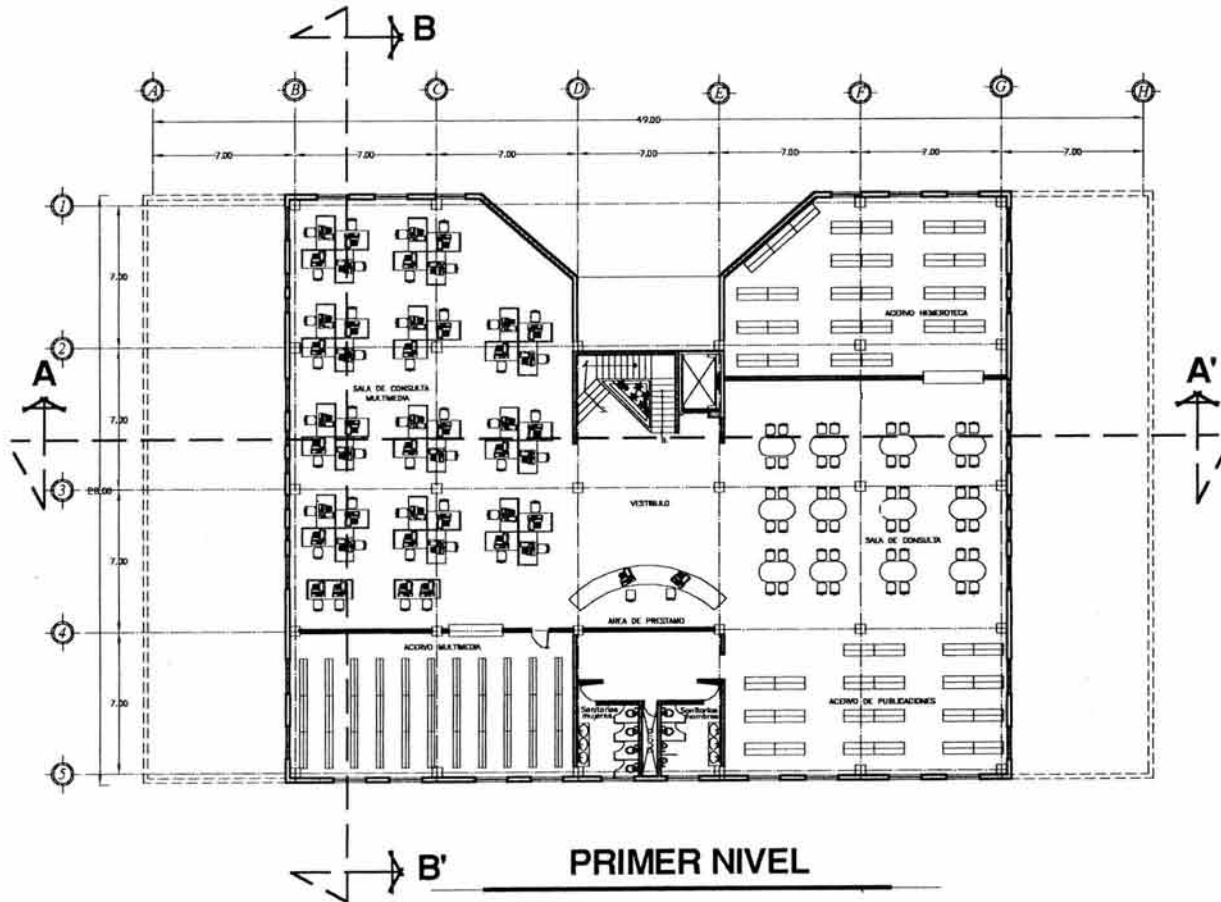 B
A B C D E F G H
49.00
7.00 7.00 7.00 7.00 7.00 7.00 7.00
1
7.00
ACERVO HEMEROTECA
2
A
A'
SALA DE CONSULTA
MULTIMEDIA
7.00
3
28.00
VESTIBULO
SALA DE CONSULTA
7.00
AREA DE PRESTAMO
4
ACERVO MULTIMEDIA
7.00
ACERVO DE PUBLICACIONES
Sanitarios
mujeres
Sanitarios
hombres
5
B'
PRIMER NIVEL